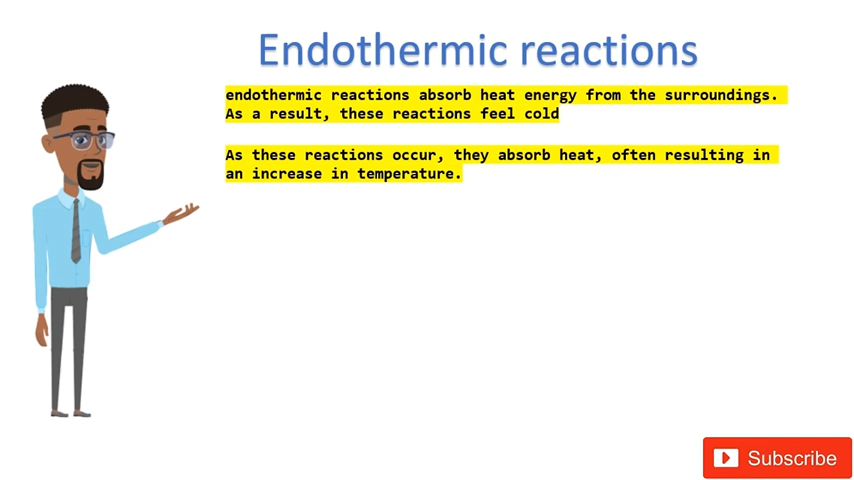 Endothermic reactions
endothermic reactions absorb heat energy from the surroundings.
As a result, these reactions feel cold
As these reactions occur, they absorb heat, often resulting in
an increase in temperature.
Subscribe